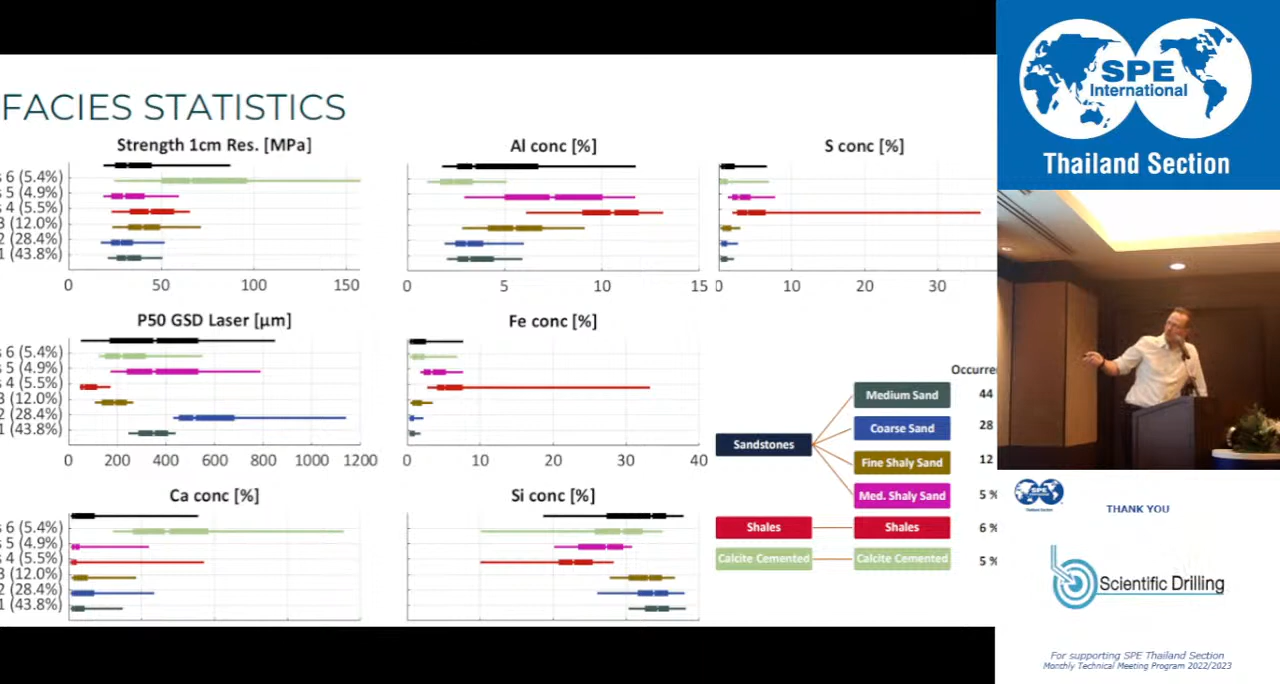 FACIES STATISTICS
Strength 1cm Res. [MPa]
s 6 (5.4%)
s 5 (4.9%)
s 4 (5.5%)
3 (12.0%)
2 (28.4%)
1 (43.8%)
0 50 100 150
Al conc [%]
0 5 10 15
S conc [%]
0 10 20 30
P50 GSD Laser [µm]
s 6 (5.4%)
s 5 (4.9%)
s 4 (5.5%)
3 (12.0%)
2 (28.4%)
1 (43.8%)
0 200 400 600 800 1000 1200
Fe conc [%]
0 10 20 30 40
Ca conc [%]
s 6 (5.4%)
s 5 (4.9%)
s 4 (5.5%)
3 (12.0%)
2 (28.4%)
1 (43.8%)
Si conc [%]
Occurre
Sandstones
Medium Sand 44
Coarse Sand 28
Fine Shaly Sand 12
Med. Shaly Sand 5 %
Shales Shales 6 %
Calcite Cemented Calcite Cemented 5 %
SPE
International
Thailand Section
SPE
Thailand Section
THANK YOU
Scientific Drilling
For supporting SPE Thailand Section
Monthly Technical Meeting Program 2022/2023